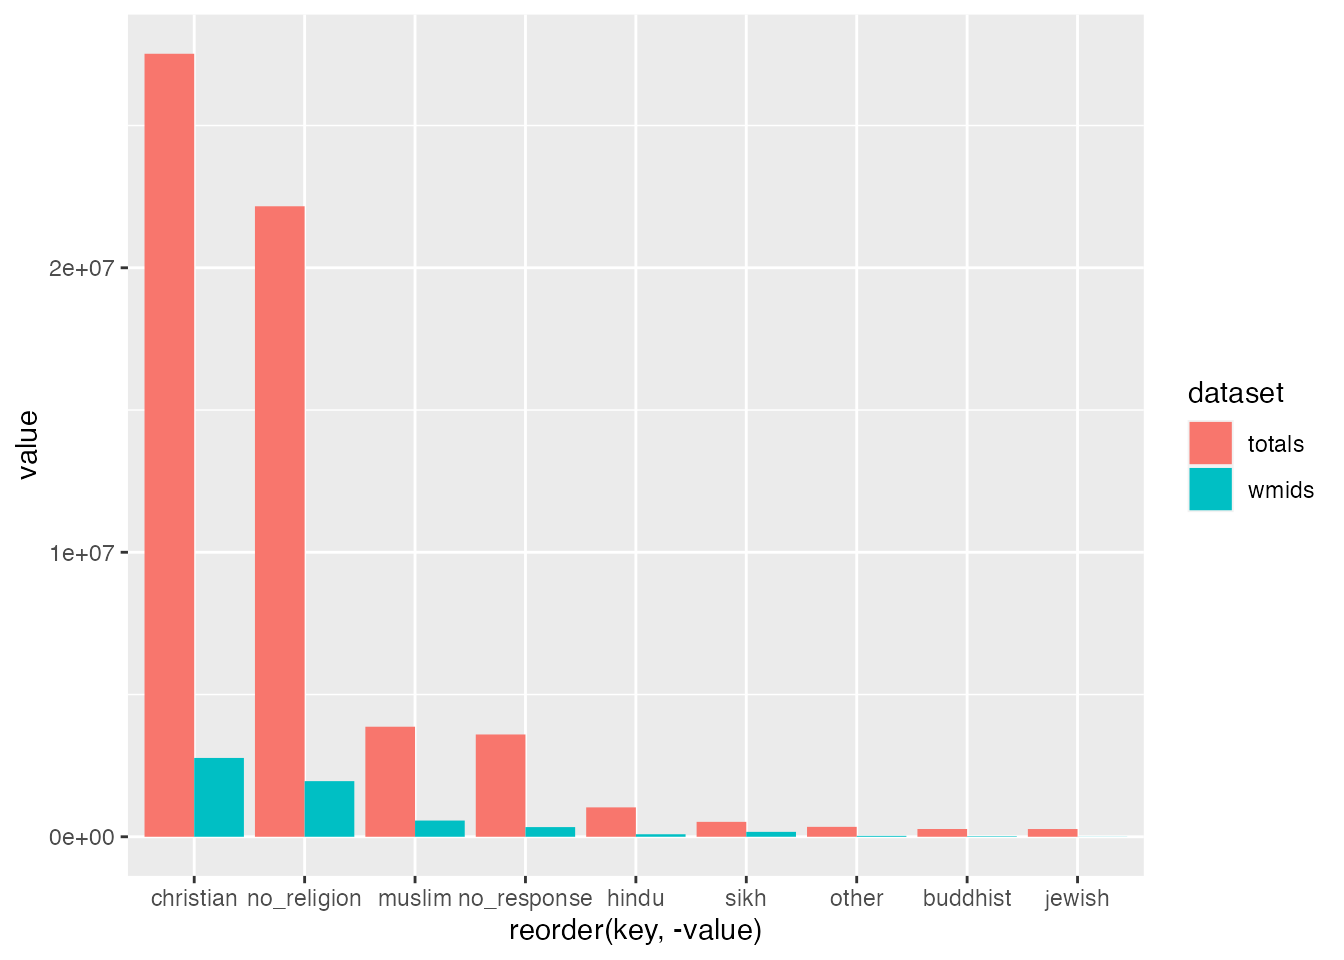 value
2e+07
1e+07
0e+00
christian no_religion muslim no_response hindu sikh other buddhist jewish
reorder(key, -value)
dataset
totals
wmids